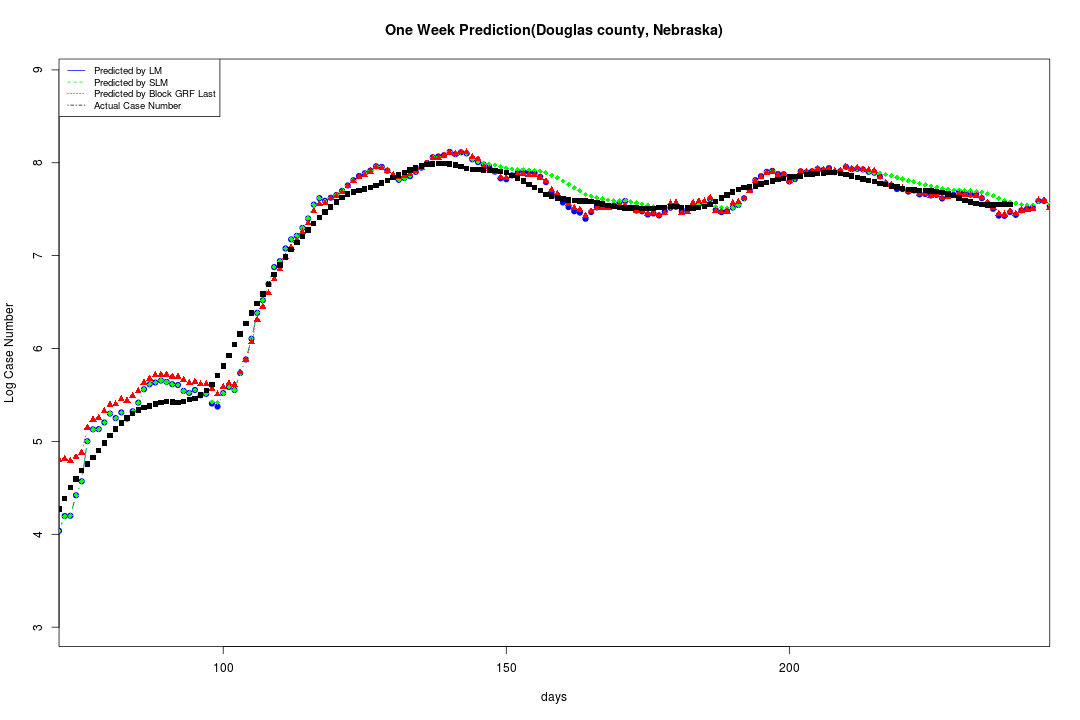 One Week Prediction(Douglas county, Nebraska)
Predicted by LM
Predicted by SLM
Predicted by Block GRF Last
Actual Case Number
Log Case Number
9
8
7
6
5
4
3
100 150 200
days